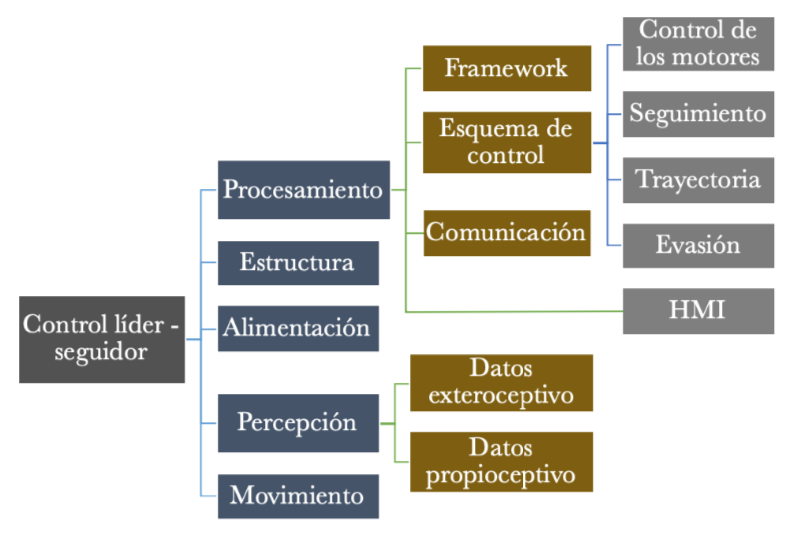 Control líder -
seguidor
Procesamiento
Estructura
Alimentación
Percepción
Movimiento
Framework
Esquema de
control
Comunicación
Datos
exteroceptivo
Datos
propioceptivo
Control de
los motores
Seguimiento
Trayectoria
Evasión
HMI